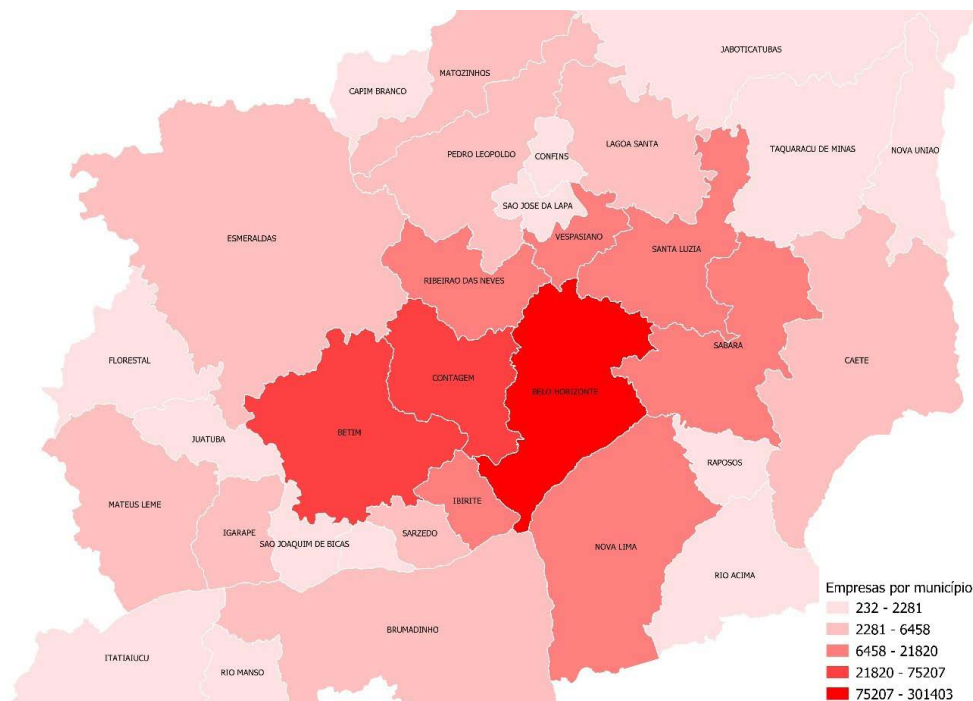 JABOTICATUBAS
MATOZINHOS
CAPIM BRANCO
LAGOA SANTA
TAQUARACU DE MINAS
NOVA UNIAO
PEDRO LEOPOLDO
CONFINS
SAO JOSE DA LAPA
ESMERALDAS
VESPASIANO
SANTA LUZIA
RIBEIRAO DAS NEVES
FLORESTAL
SABARA
CAETE
CONTAGEM
BELO HORIZONTE
BETIM
JUATUBA
RAPOSOS
MATEUS LEME
IBIRITE
IGARAPE
SARZEDO
SAO JOAQUIM DE BICAS
NOVA LIMA
RIO ACIMA
BRUMADINHO
ITATIAIUCU
RIO MANSO
Empresas por município
232 - 2281
2281 - 6458
6458 - 21820
21820 - 75207
75207 - 301403